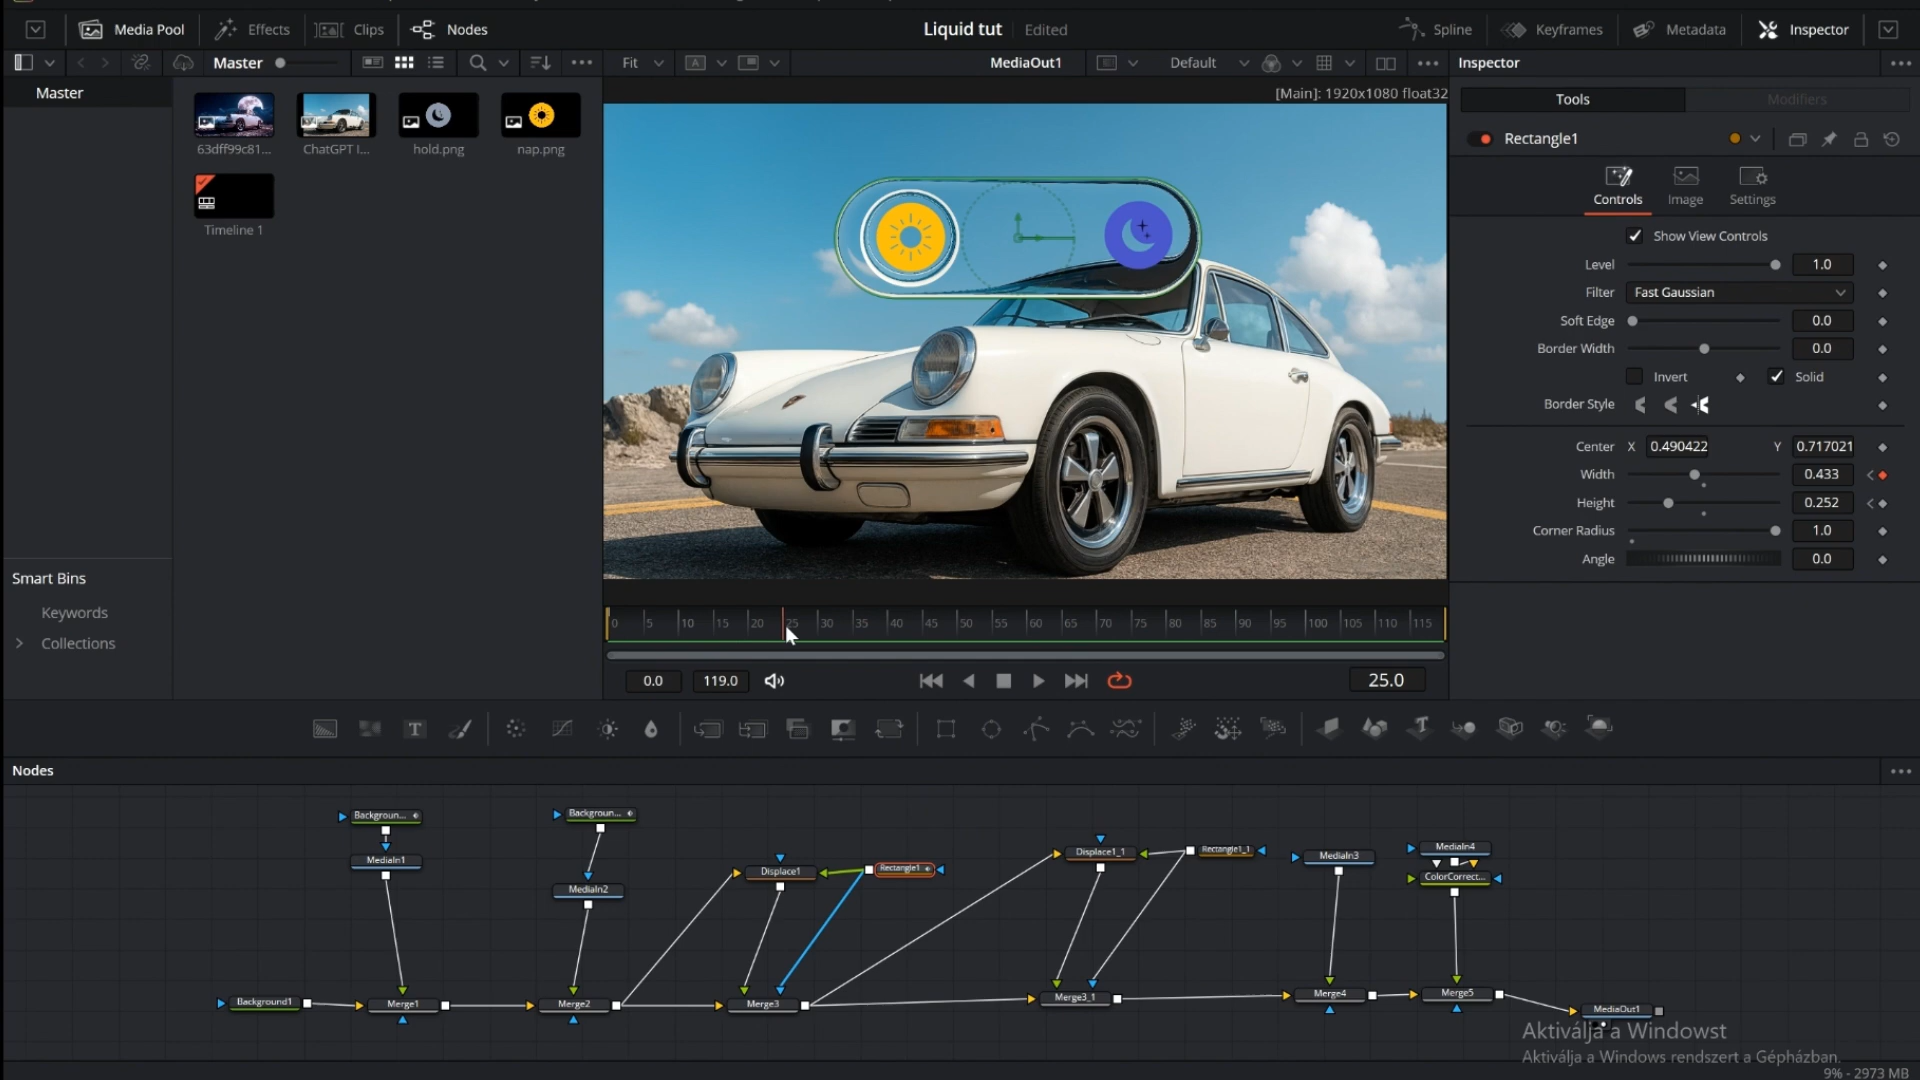 Media Pool
Effects
Clips
Nodes
Liquid tut
Edited
Spline
Keyframes
Metadata
Inspector
Master
Fit
A
MediaOut1
Default
Inspector
Master
[Main]: 1920x1080 float32
Tools
Modifiers
Rectangle1
63dff99c81...
ChatGPT I...
hold.png
nap.png
Timeline 1
Controls
Image
Settings
Show View Controls
Level 1.0
Filter Fast Gaussian
Soft Edge 0.0
Border Width 0.0
Invert
Solid
Border Style
Center X 0.490422 Y 0.717021
Width 0.433
Height 0.252
Corner Radius 1.0
Angle 0.0
Smart Bins
Keywords
Collections
0 5 10 15 20 25 30 35 40 45 50 55 60 65 70 75 80 85 90 95 100 105 110 115
0.0
119.0
25.0
T
T
Nodes
Backgroun...
Backgroun...
MediaIn1
MediaIn2
Displace1
Rectangle1
Displace1_1
Rectangle1_1
MediaIn3
MediaIn4
ColorCorrect...
Background1
Merge1
Merge2
Merge3
Merge3_1
Merge4
Merge5
MediaOut1
Aktiválja a Windowst
Aktiválja a Windows rendszert a Gépházban.
9% - 2973 MB